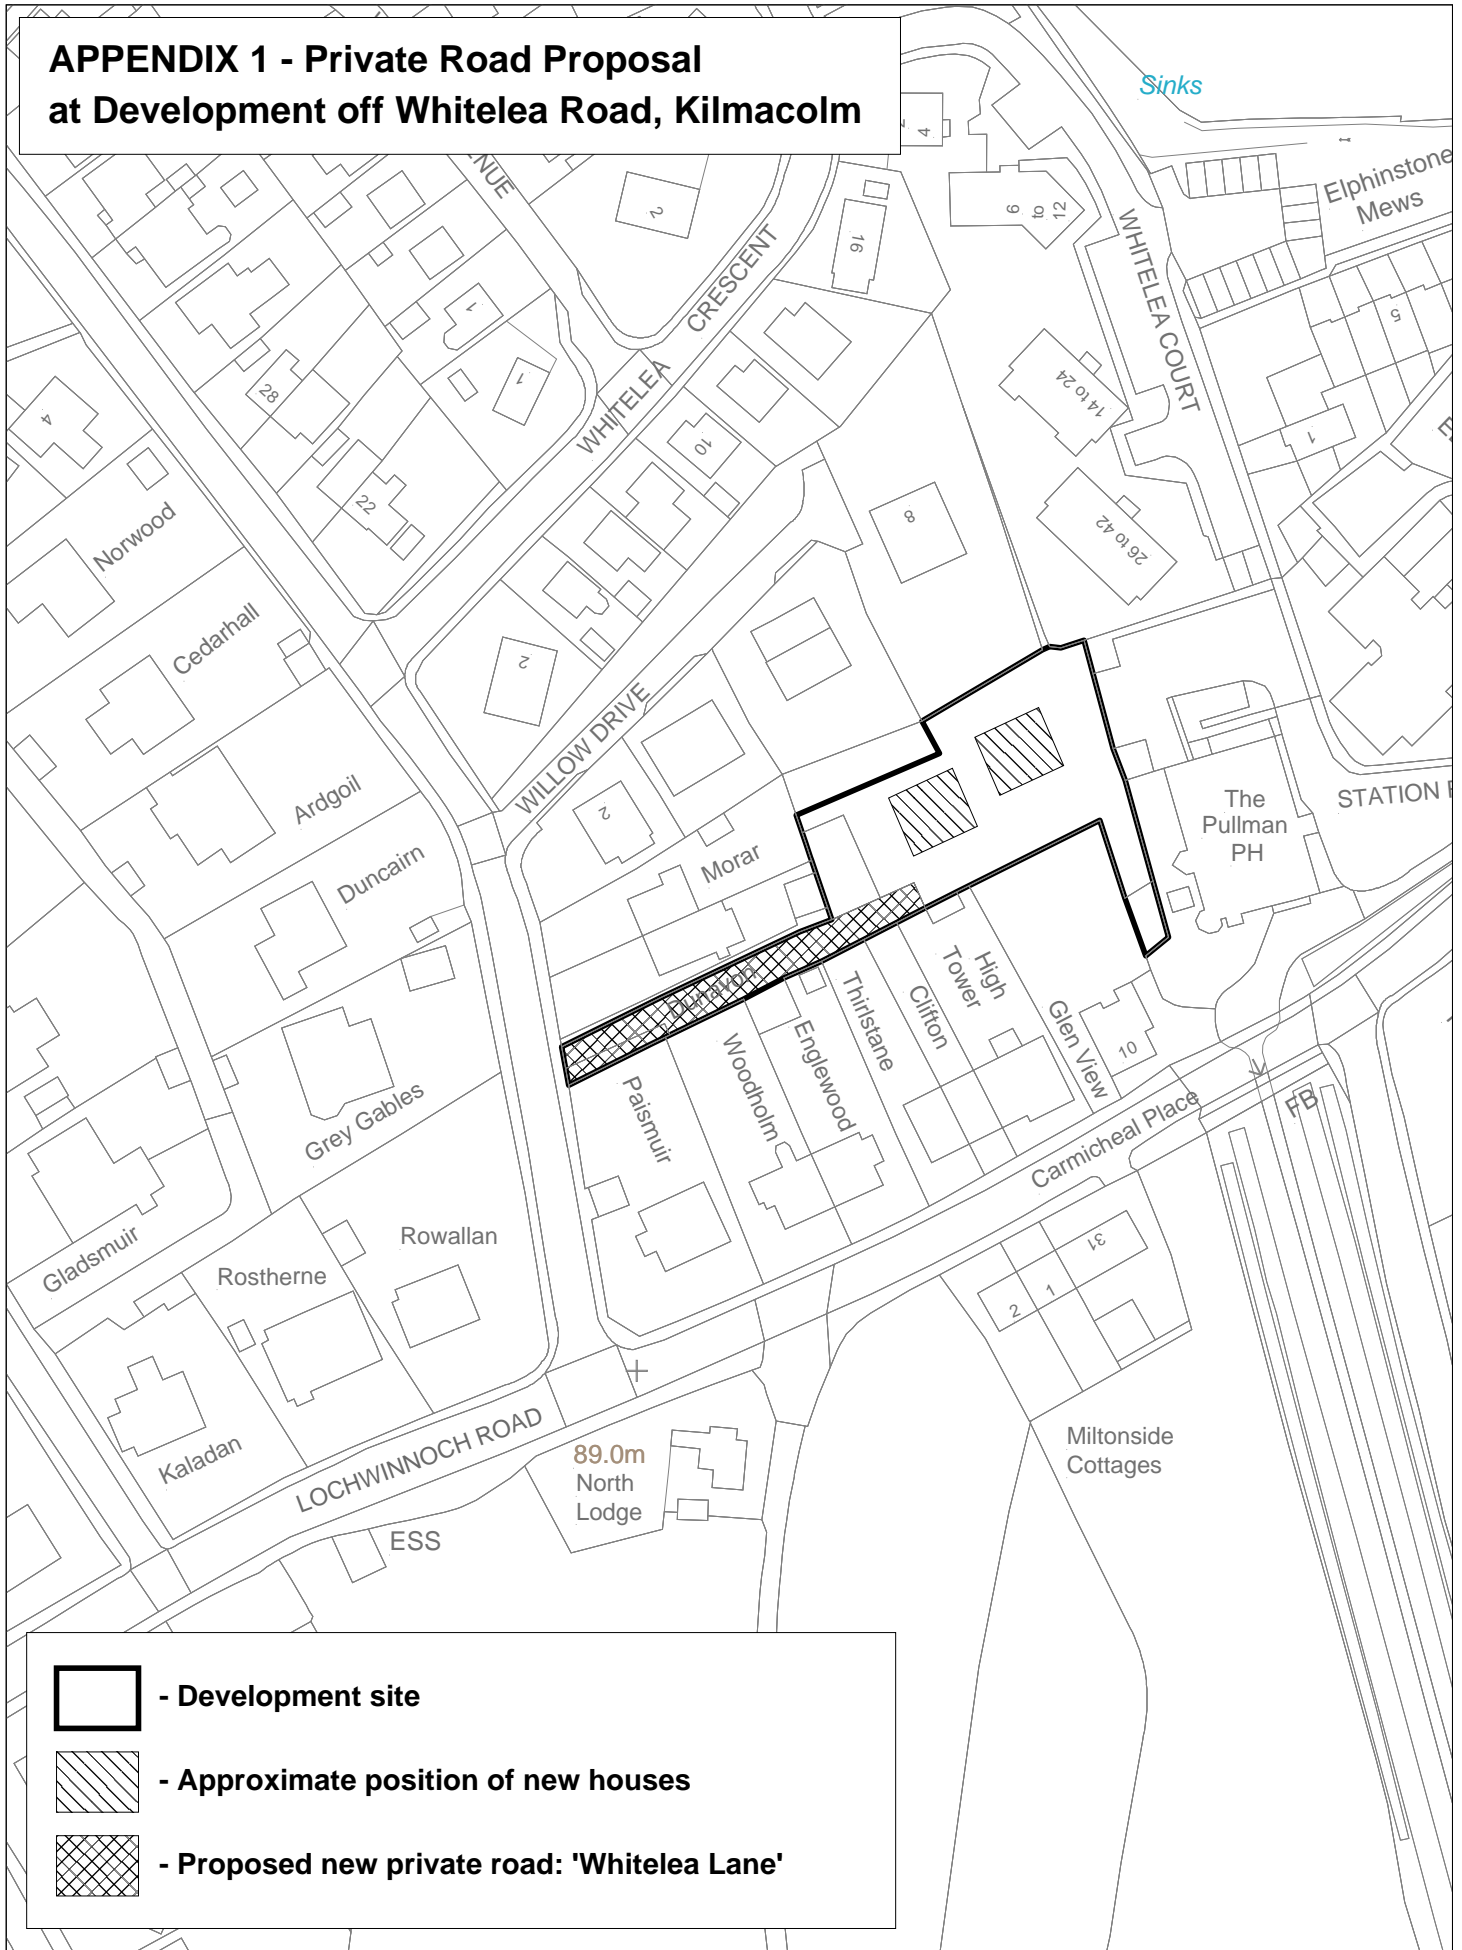 APPENDIX 1 - Private Road Proposal
at Development off Whitelea Road, Kilmacolm
Sinks
Elphinstone
Mews
4
6
to
12
16
2
WHITELEA COURT
WHITELEA
CRESCENT
5
1
1
1
28
4
22
10
14 to 24
26 to 42
8
Norwood
Cedarhall
2
WILLOW DRIVE
Ardgoil
2
The
Pullman
PH
STATION
Duncairn
Morar
Dunavon
High
Tower
Thirlstane
Clifton
Glen View
Englewood
Woodholm
Paismuir
10
Grey Gables
Carmicheal Place
FB
Gladsmuir
Rowallan
Rostherne
31
1
2
Kaladan
LOCHWINNOCH ROAD
89.0m
North
Lodge
Miltonside
Cottages
ESS
- Development site
- Approximate position of new houses
- Proposed new private road: 'Whitelea Lane'